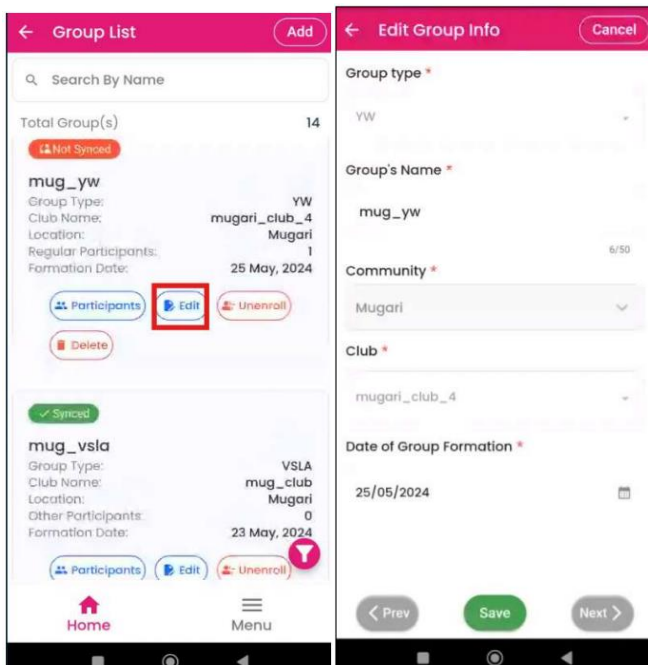 Group List
Add
Search By Name
Total Group(s) 14
Not Synced
mug_yw
Group Type: YW
Club Name: mugari_club_4
Location: Mugari
Regular Participants: 1
Formation Date: 25 May, 2024
Participants
Edit
Unenroll
Delete
Synced
mug_vsla
Group Type: VSLA
Club Name: mug_club
Location: Mugari
Other Participants: 0
Formation Date: 23 May, 2024
Participants
Edit
Unenroll
Home
Menu
Edit Group Info
Cancel
Group type *
YW
Group's Name *
mug_yw
6/50
Community *
Mugari
Club *
mugari_club_4
Date of Group Formation *
25/05/2024
< Prev
Save
Next >